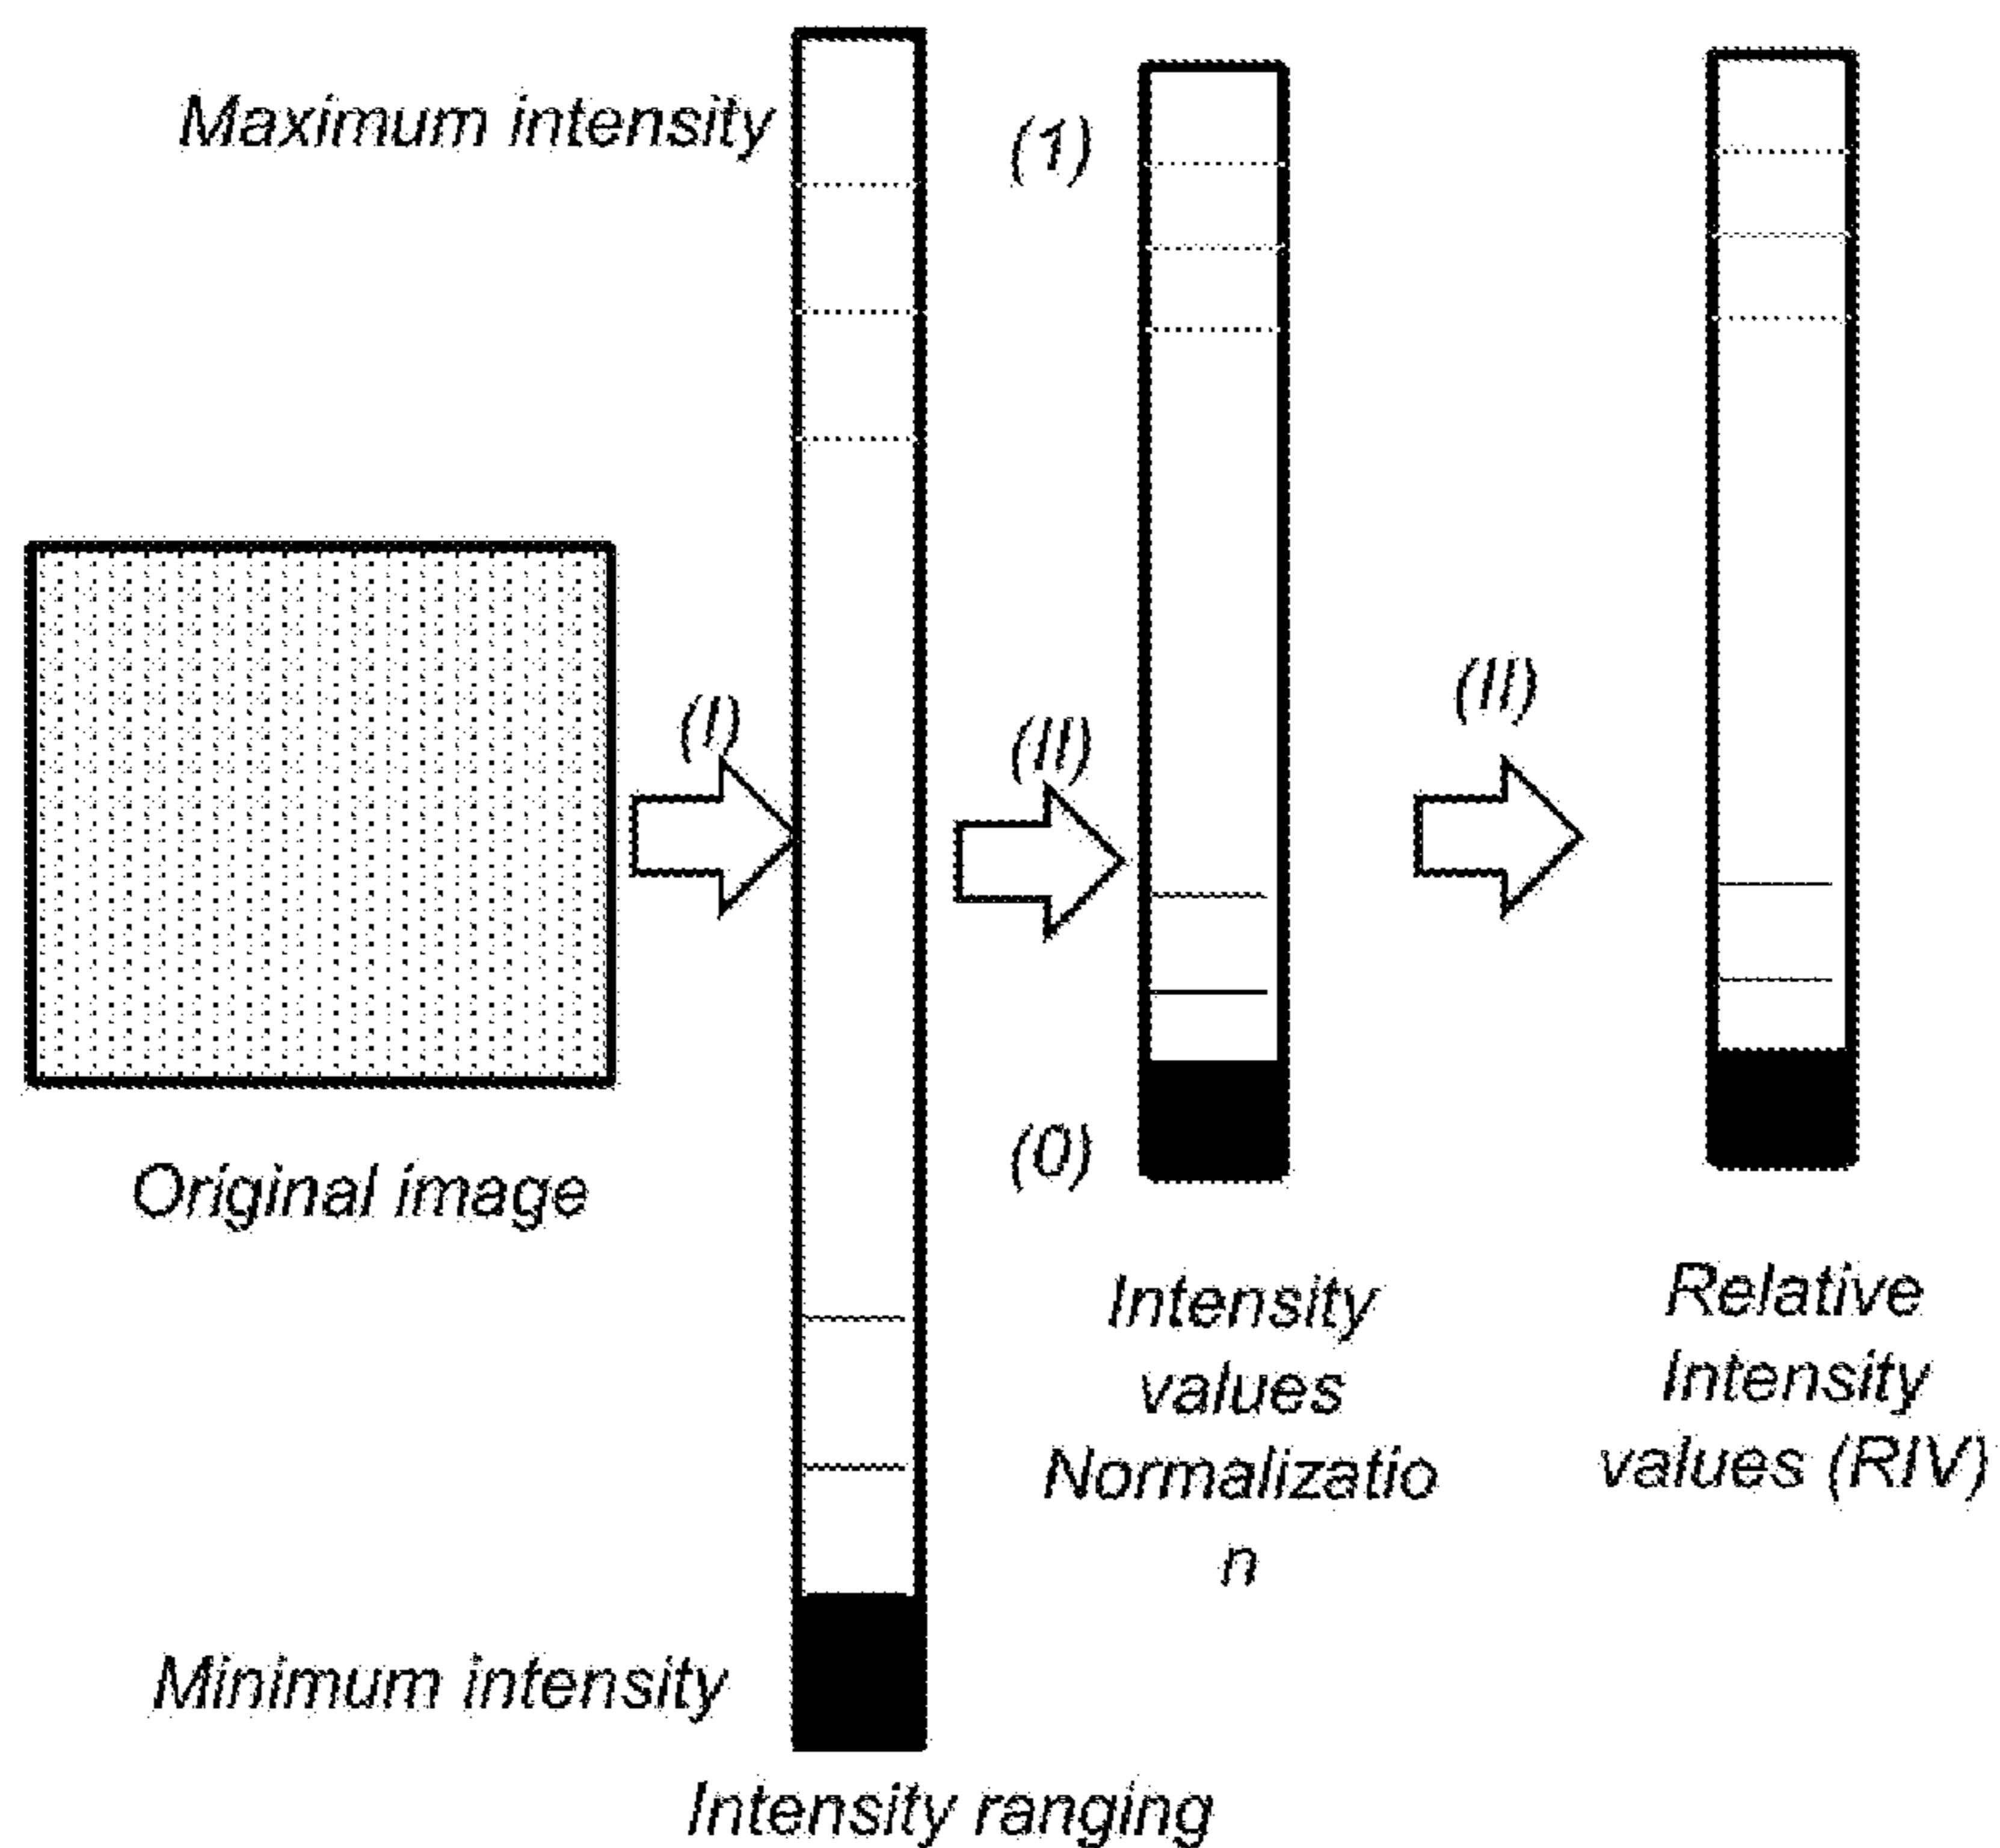 Maximum intensity
(1)
(I)
(II)
(II)
(0)
Original image
Intensity
values
Normalizatio
n
Relative
Intensity
values (RIV)
Minimum intensity
Intensity ranging